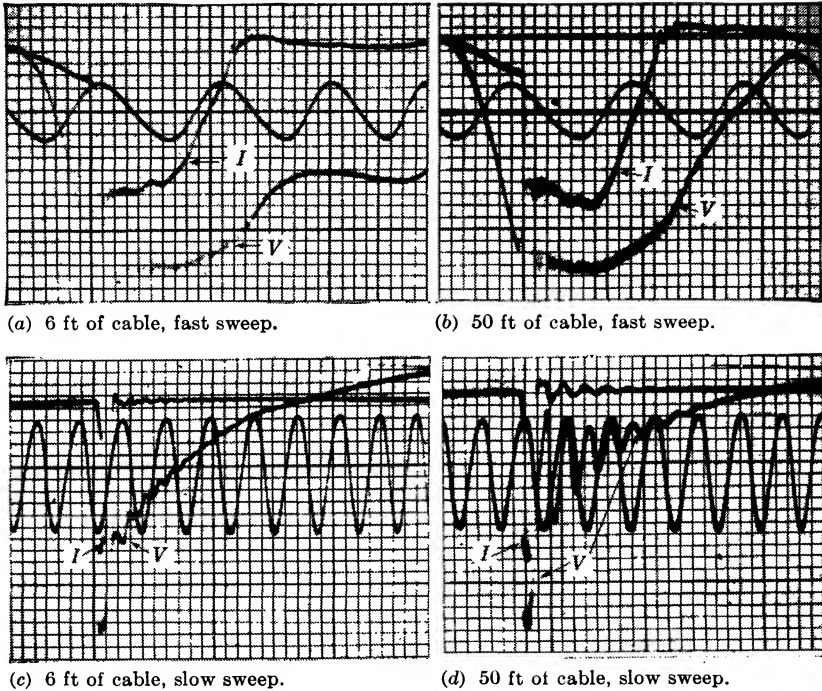 I
V
I
V
(a) 6 ft of cable, fast sweep.
(b) 50 ft of cable, fast sweep.
I
V
I
V
(c) 6 ft of cable, slow sweep.
(d) 50 ft of cable, slow sweep.